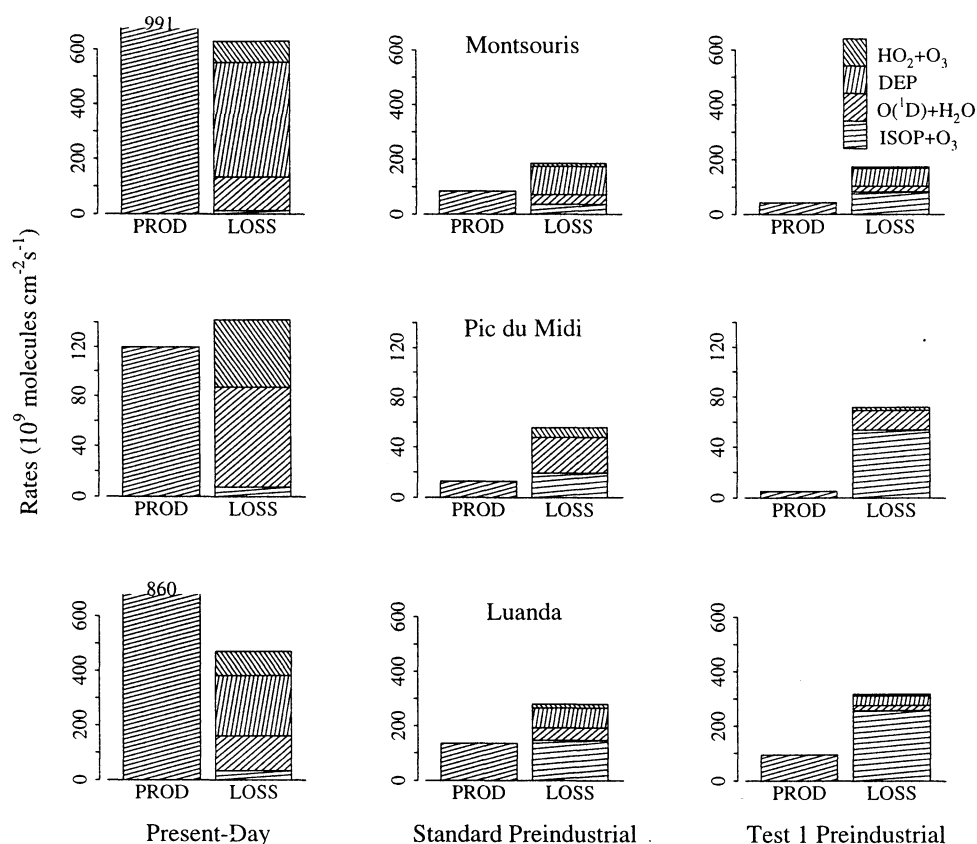 Rates (10⁹ molecules cm⁻²s⁻¹)
991
600
400
200
0
PROD LOSS
Montsouris
600
400
200
0
PROD LOSS
600
400
200
0
PROD LOSS
HO₂+O₃
DEP
O(¹D)+H₂O
ISOP+O₃
120
80
40
0
PROD LOSS
Pic du Midi
120
80
40
0
PROD LOSS
120
80
40
0
PROD LOSS
860
600
400
200
0
PROD LOSS
Luanda
600
400
200
0
PROD LOSS
600
400
200
0
PROD LOSS
Present-Day
Standard Preindustrial
Test 1 Preindustrial